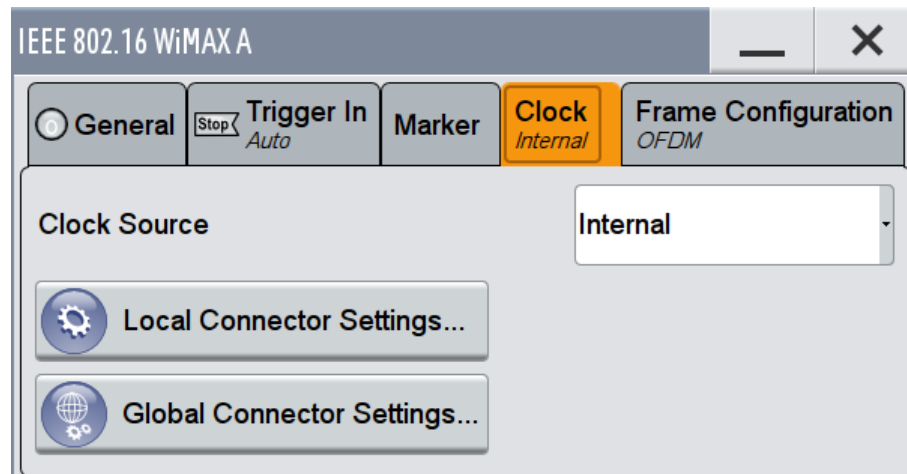 IEEE 802.16 WiMAX A
General
Stop
Trigger In
Auto
Marker
Clock
Internal
Frame Configuration
OFDM
Clock Source
Internal
Local Connector Settings...
Global Connector Settings...